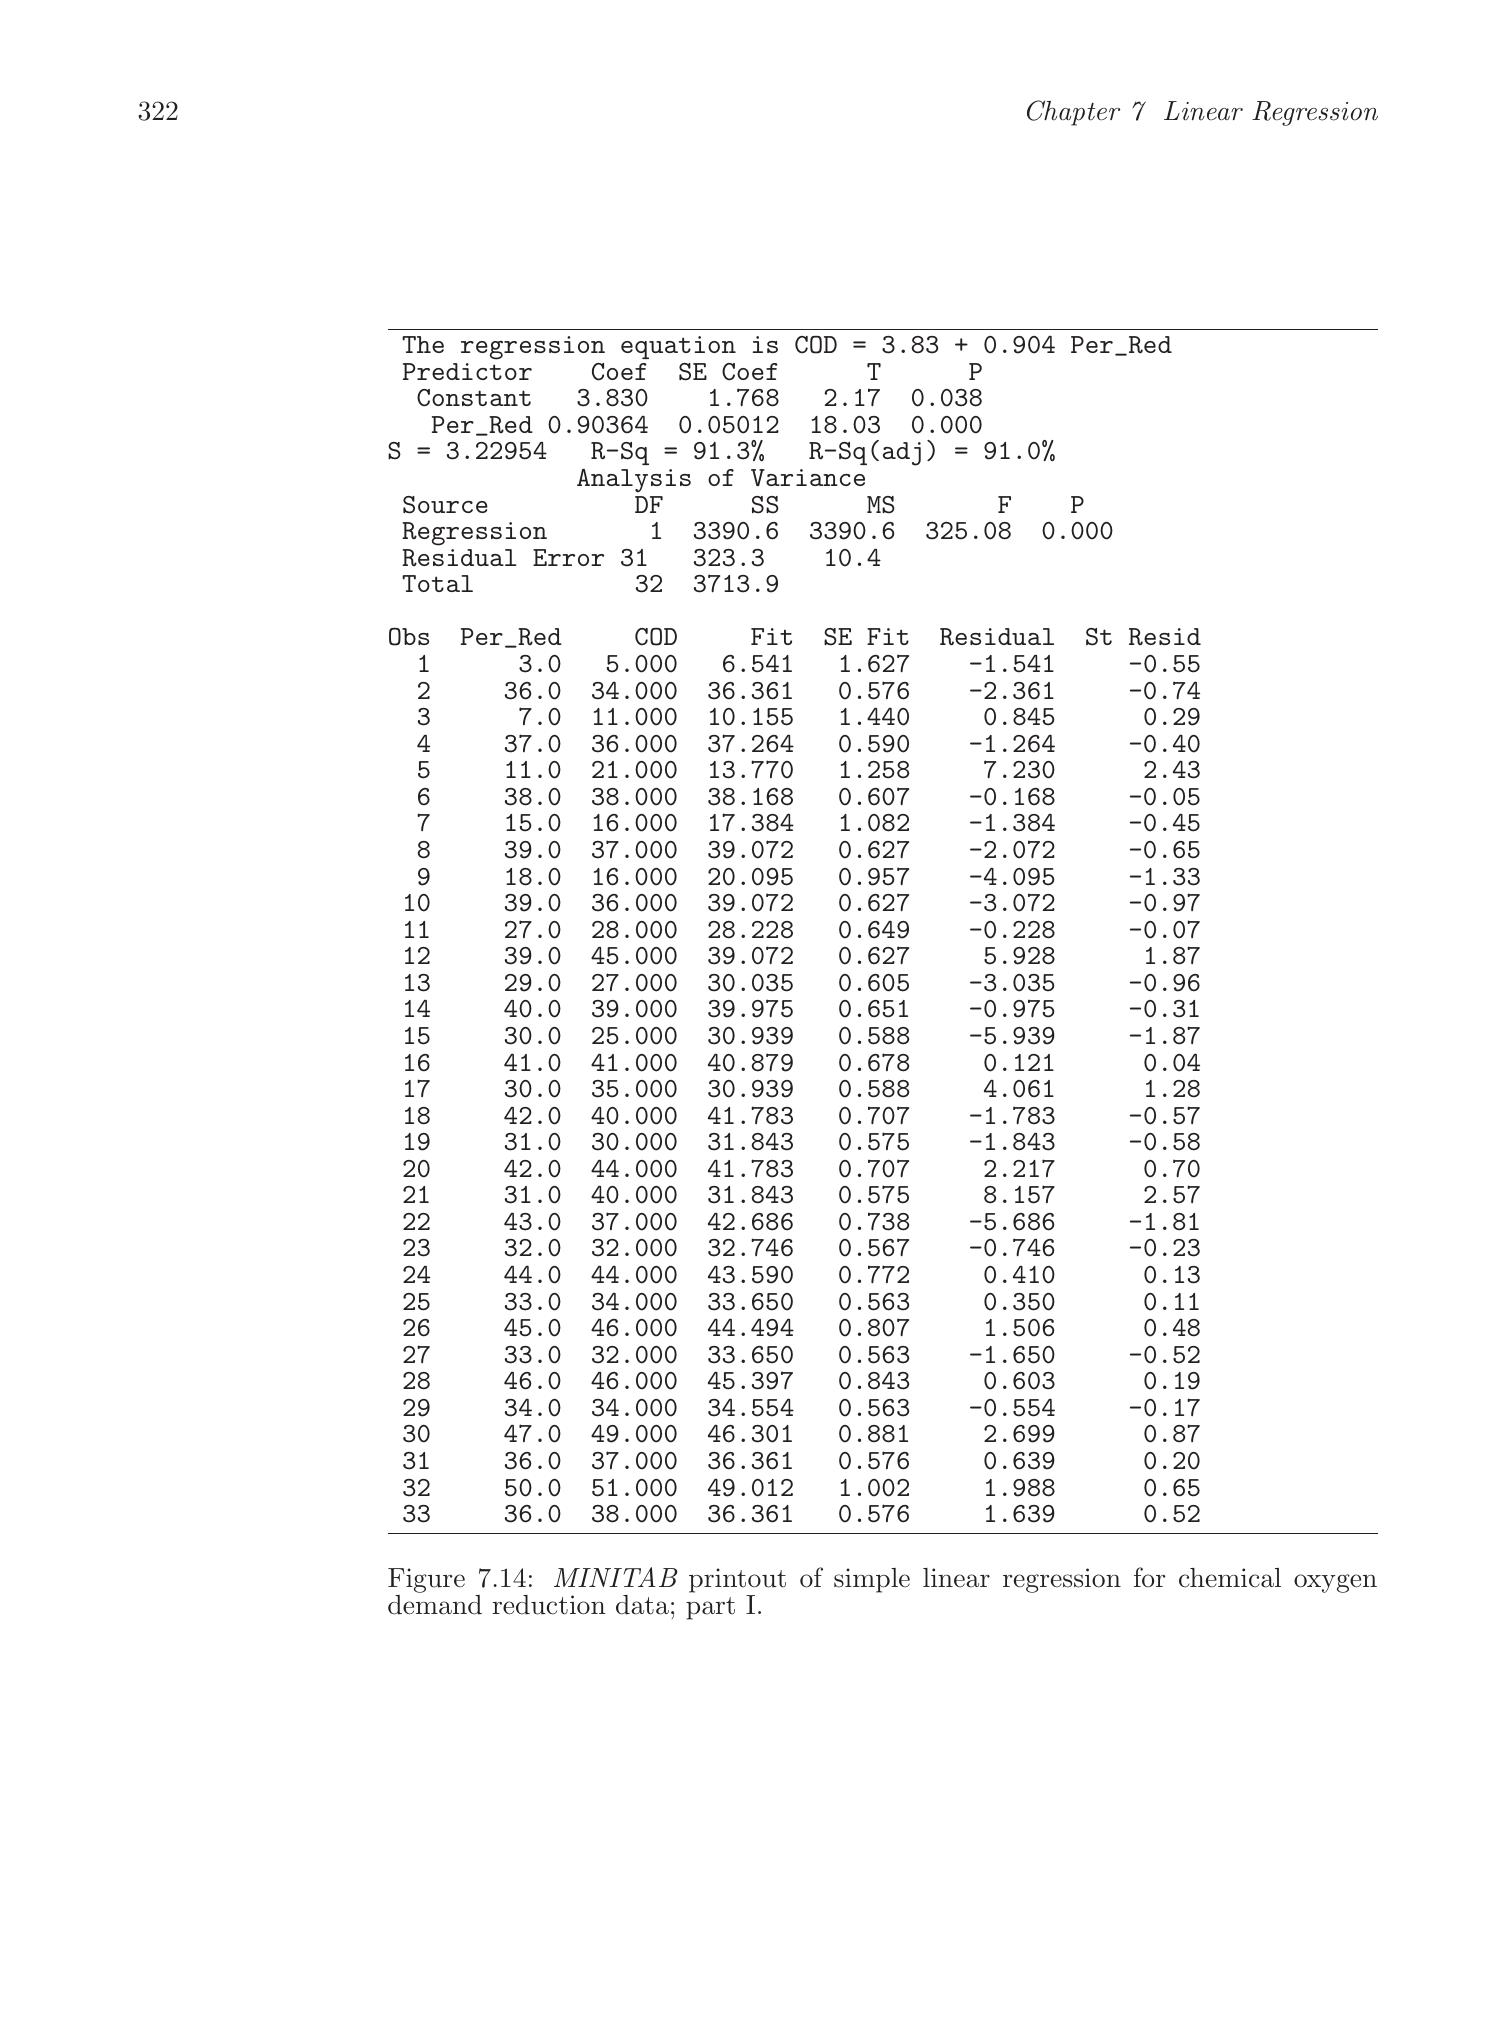 322
Chapter 7 Linear Regression
The regression equation is COD = 3.83 + 0.904 Per_Red
Predictor Coef SE Coef T P
Constant 3.830 1.768 2.17 0.038
Per_Red 0.90364 0.05012 18.03 0.000
S = 3.22954 R-Sq = 91.3% R-Sq(adj) = 91.0%
Analysis of Variance
Source DF SS MS F P
Regression 1 3390.6 3390.6 325.08 0.000
Residual Error 31 323.3 10.4
Total 32 3713.9
Obs Per_Red COD Fit SE Fit Residual St Resid
1 3.0 5.000 6.541 1.627 -1.541 -0.55
2 36.0 34.000 36.361 0.576 -2.361 -0.74
3 7.0 11.000 10.155 1.440 0.845 0.29
4 37.0 36.000 37.264 0.590 -1.264 -0.40
5 11.0 21.000 13.770 1.258 7.230 2.43
6 38.0 38.000 38.168 0.607 -0.168 -0.05
7 15.0 16.000 17.384 1.082 -1.384 -0.45
8 39.0 37.000 39.072 0.627 -2.072 -0.65
9 18.0 16.000 20.095 0.957 -4.095 -1.33
10 39.0 36.000 39.072 0.627 -3.072 -0.97
11 27.0 28.000 28.228 0.649 -0.228 -0.07
12 39.0 45.000 39.072 0.627 5.928 1.87
13 29.0 27.000 30.035 0.605 -3.035 -0.96
14 40.0 39.000 39.975 0.651 -0.975 -0.31
15 30.0 25.000 30.939 0.588 -5.939 -1.87
16 41.0 41.000 40.879 0.678 0.121 0.04
17 30.0 35.000 30.939 0.588 4.061 1.28
18 42.0 40.000 41.783 0.707 -1.783 -0.57
19 31.0 30.000 31.843 0.575 -1.843 -0.58
20 42.0 44.000 41.783 0.707 2.217 0.70
21 31.0 40.000 31.843 0.575 8.157 2.57
22 43.0 37.000 42.686 0.738 -5.686 -1.81
23 32.0 32.000 32.746 0.567 -0.746 -0.23
24 44.0 44.000 43.590 0.772 0.410 0.13
25 33.0 34.000 33.650 0.563 0.350 0.11
26 45.0 46.000 44.494 0.807 1.506 0.48
27 33.0 32.000 33.650 0.563 -1.650 -0.52
28 46.0 46.000 45.397 0.843 0.603 0.19
29 34.0 34.000 34.554 0.563 -0.554 -0.17
30 47.0 49.000 46.301 0.881 2.699 0.87
31 36.0 37.000 36.361 0.576 0.639 0.20
32 50.0 51.000 49.012 1.002 1.988 0.65
33 36.0 38.000 36.361 0.576 1.639 0.52
Figure 7.14: MINITAB printout of simple linear regression for chemical oxygen
demand reduction data; part I.